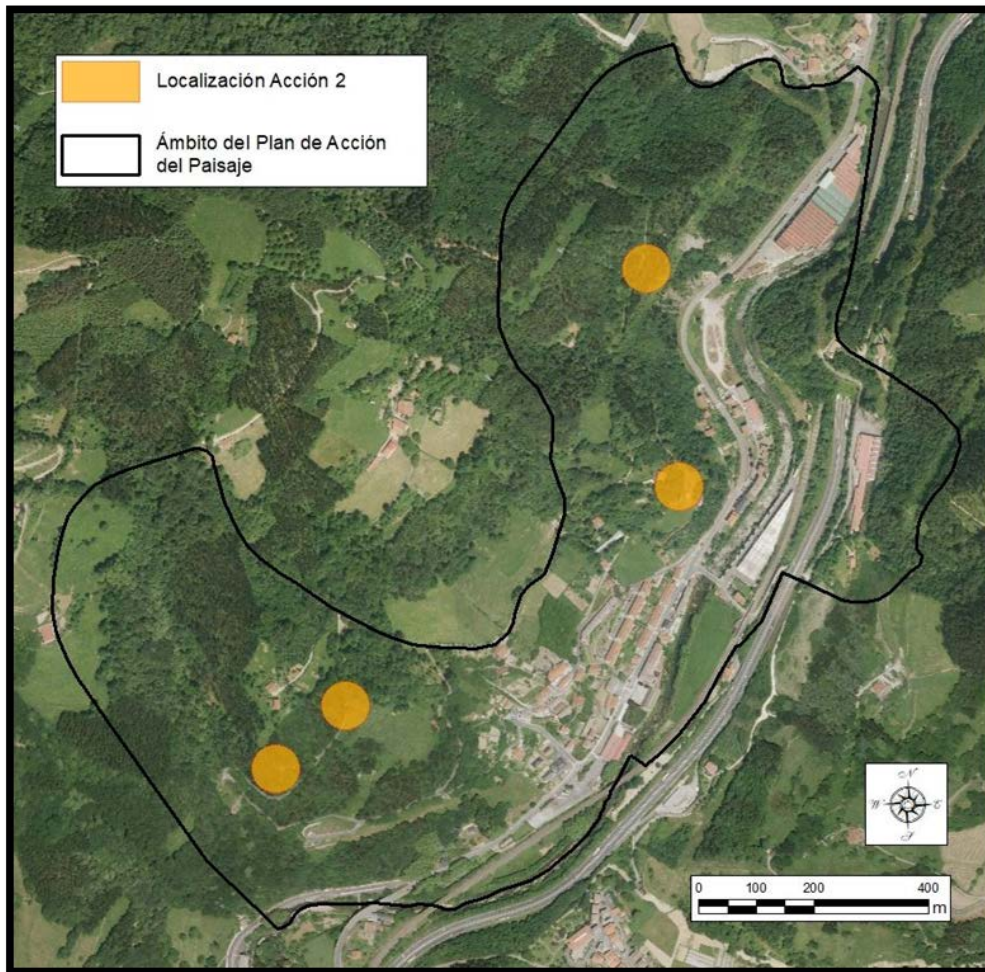 Localización Acción 2
Ámbito del Plan de Acción
del Paisaje
N
0 100 200 400
m